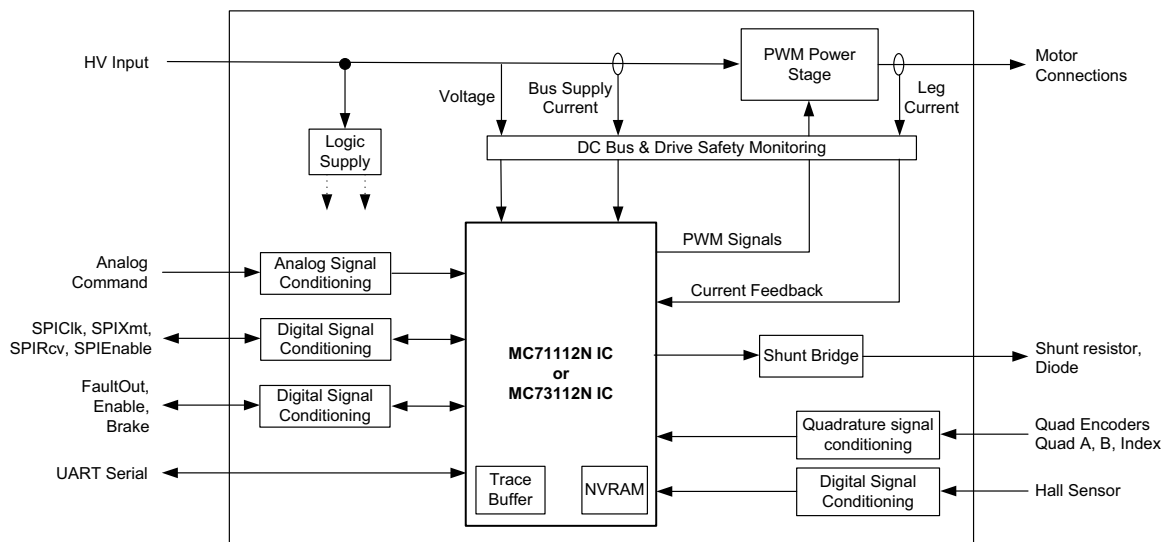 HV Input
PWM Power
Stage
Motor
Connections
Voltage
Bus Supply
Current
Leg
Current
Logic
Supply
DC Bus & Drive Safety Monitoring
PWM Signals
Analog
Command
Analog Signal
Conditioning
Current Feedback
SPIClk, SPIXmt,
SPIRcv, SPIEnable
Digital Signal
Conditioning
MC71112N IC
or
MC73112N IC
Shunt Bridge
Shunt resistor,
Diode
FaultOut,
Enable,
Brake
Digital Signal
Conditioning
Quadrature signal
conditioning
Quad Encoders
Quad A, B, Index
UART Serial
Trace
Buffer
NVRAM
Digital Signal
Conditioning
Hall Sensor